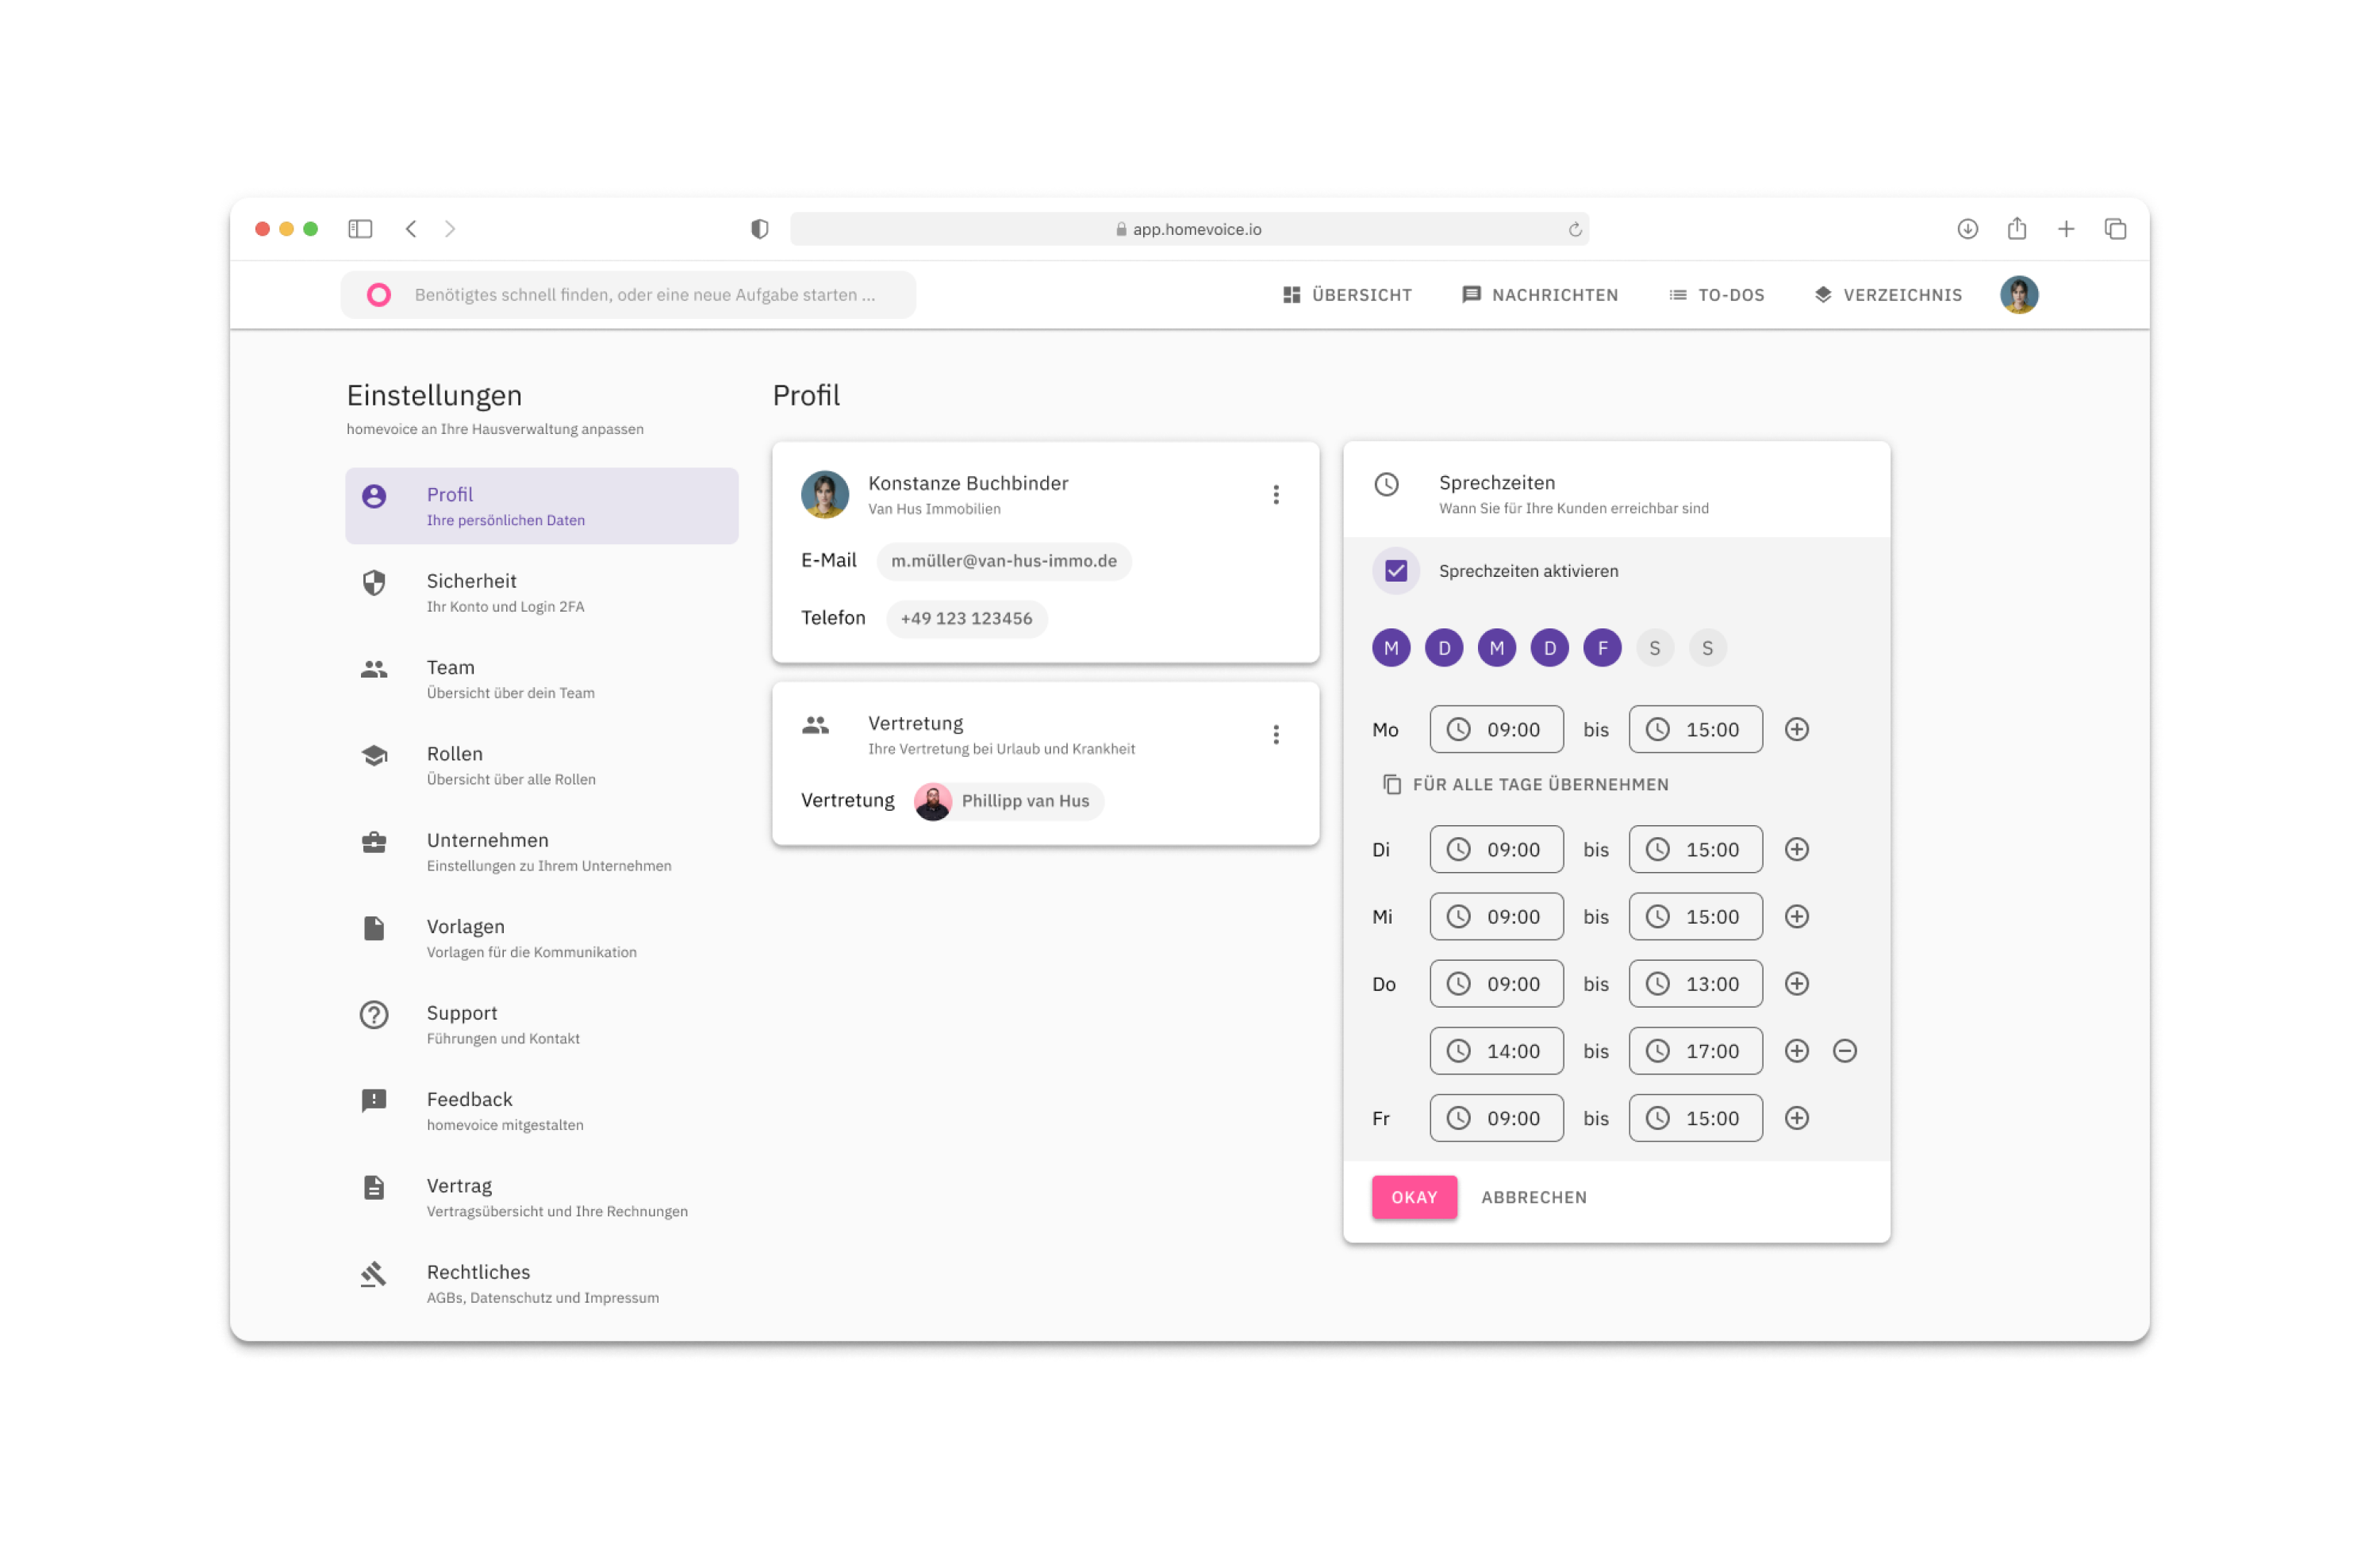 app.homevoice.io
Benötigtes schnell finden, oder eine neue Aufgabe starten ...
ÜBERSICHT
NACHRICHTEN
TO-DOS
VERZEICHNIS
Einstellungen
homevoice an Ihre Hausverwaltung anpassen
Profil
Ihre persönlichen Daten
Sicherheit
Ihr Konto und Login 2FA
Team
Übersicht über dein Team
Rollen
Übersicht über alle Rollen
Unternehmen
Einstellungen zu Ihrem Unternehmen
Vorlagen
Vorlagen für die Kommunikation
Support
Führungen und Kontakt
Feedback
homevoice mitgestalten
Vertrag
Vertragsübersicht und Ihre Rechnungen
Rechtliches
AGBs, Datenschutz und Impressum
Profil
Konstanze Buchbinder
Van Hus Immobilien
E-Mail m.müller@van-hus-immo.de
Telefon +49 123 123456
Vertretung
Ihre Vertretung bei Urlaub und Krankheit
Vertretung Phillipp van Hus
Sprechzeiten
Wann Sie für Ihre Kunden erreichbar sind
Sprechzeiten aktivieren
M D M D F S S
Mo 09:00 bis 15:00
FÜR ALLE TAGE ÜBERNEHMEN
Di 09:00 bis 15:00
Mi 09:00 bis 15:00
Do 09:00 bis 13:00
14:00 bis 17:00
Fr 09:00 bis 15:00
OKAY ABBRECHEN